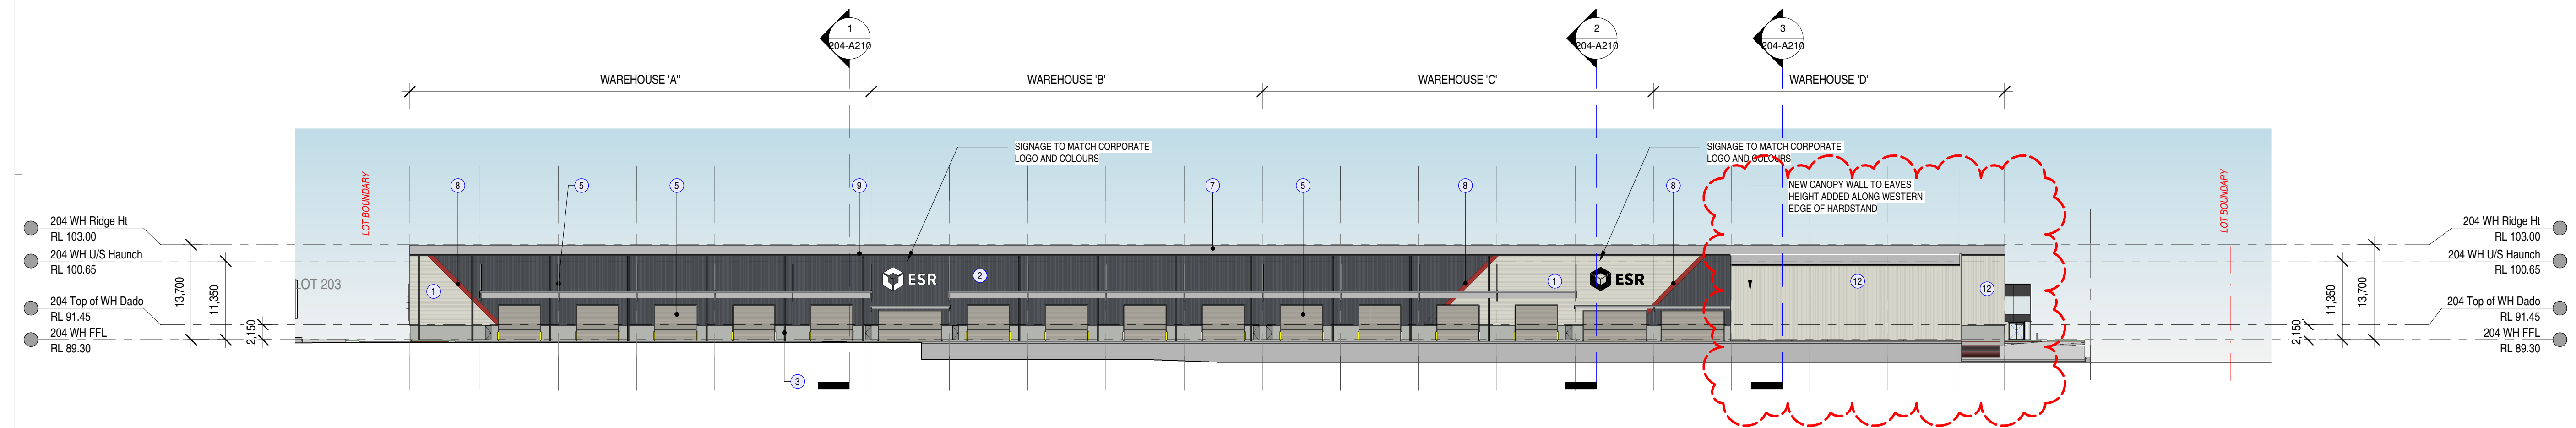 1
204-A210
2
204-A210
3
204-A210
WAREHOUSE 'A''
WAREHOUSE 'B'
WAREHOUSE 'C'
WAREHOUSE 'D'
SIGNAGE TO MATCH CORPORATE
LOGO AND COLOURS
SIGNAGE TO MATCH CORPORATE
LOGO AND COLOURS
NEW CANOPY WALL TO EAVES
HEIGHT ADDED ALONG WESTERN
EDGE OF HARDSTAND
8
5
5
9
7
5
8
8
LOT BOUNDARY
LOT BOUNDARY
204 WH Ridge Ht
RL 103.00
204 WH U/S Haunch
RL 100.65
204 Top of WH Dado
RL 91.45
204 WH FFL
RL 89.30
13,700
11,350
2,150
LOT 203
1
ESR
2
1
ESR
12
12
3
204 WH Ridge Ht
RL 103.00
204 WH U/S Haunch
RL 100.65
204 Top of WH Dado
RL 91.45
204 WH FFL
RL 89.30
2,150
11,350
13,700